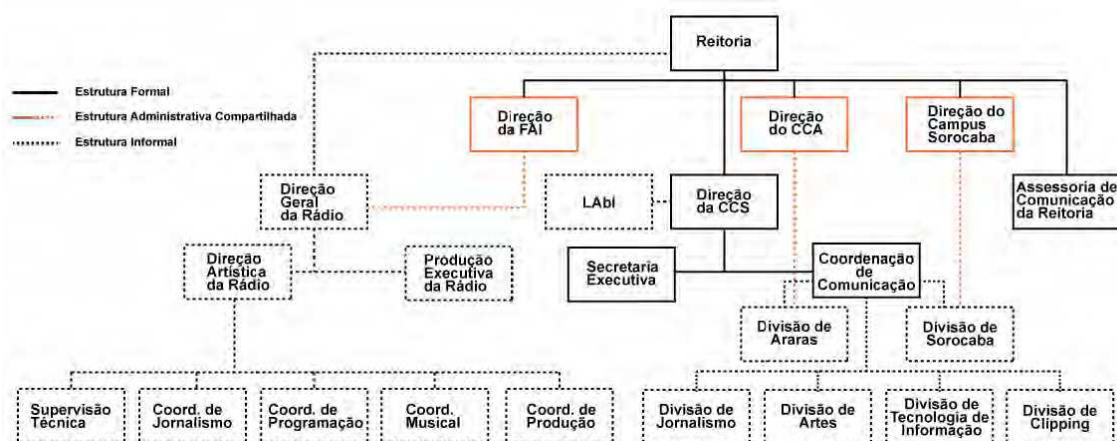 Reitoria
Estrutura Formal
Estrutura Administrativa Compartilhada
Estrutura Informal
Direção
da FAI
Direção
do CCA
Direção do
Campus
Sorocaba
Direção
Geral
da Rádio
LAbI
Direção
da CCS
Assessoria de
Comunicação
da Reitoria
Direção
Artística
da Rádio
Produção
Executiva
da Rádio
Secretaria
Executiva
Coordenação
de
Comunicação
Divisão de
Araras
Divisão de
Sorocaba
Supervisão
Técnica
Coord. de
Jornalismo
Coord. de
Programação
Coord.
Musical
Coord. de
Produção
Divisão de
Jornalismo
Divisão de
Artes
Divisão de
Tecnologia de
Informação
Divisão de
Clipping